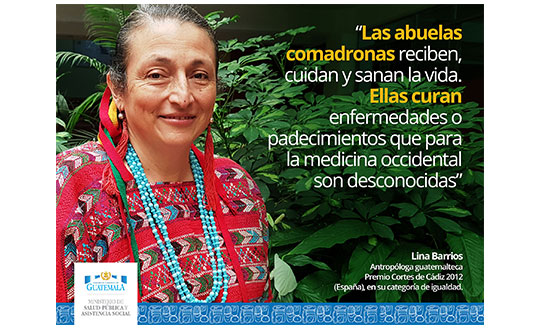 “Las abuelas
comadronas reciben,
cuidan y sanan la vida.
Ellas curan
enfermedades o
padecimientos que para
la medicina occidental
son desconocidas”
Lina Barrios
Antropóloga guatemalteca
Premio Cortes de Cádiz 2012
(España), en su categoría de igualdad.
GUATEMALA
MINISTERIO DE
SALUD PÚBLICA Y
ASISTENCIA SOCIAL